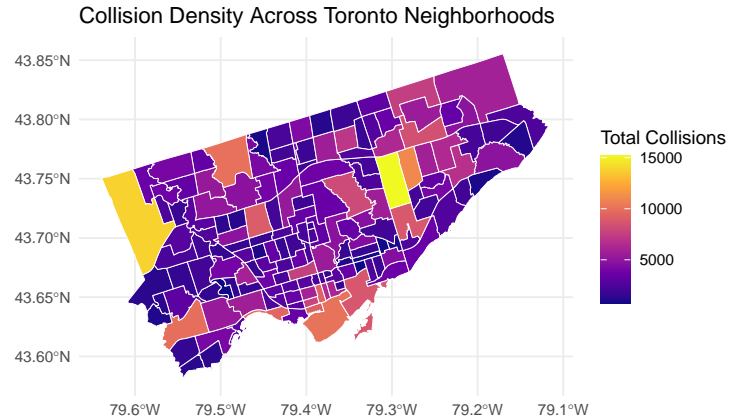 Collision Density Across Toronto Neighborhoods
43.85°N
43.80°N
43.75°N
43.70°N
43.65°N
43.60°N
79.6°W 79.5°W 79.4°W 79.3°W 79.2°W 79.1°W
Total Collisions
15000
10000
5000